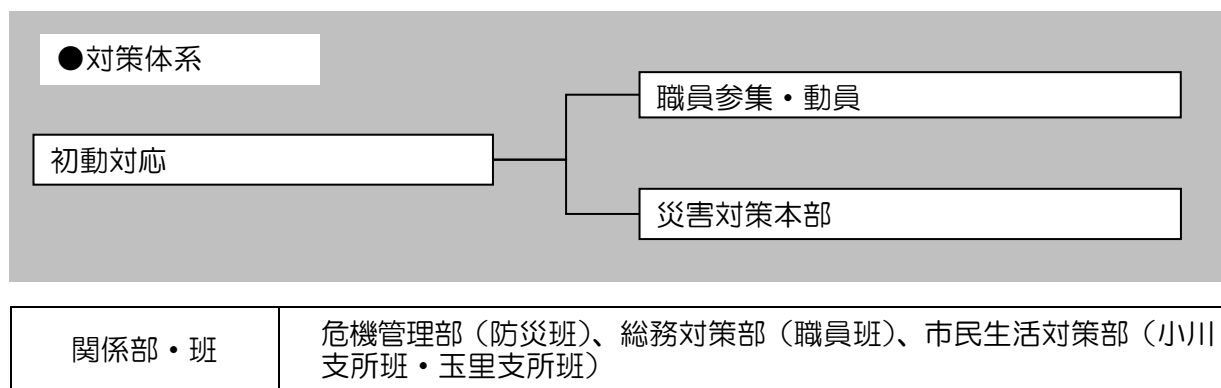 ●対策体系
職員参集・動員
初動対応
災害対策本部
関係部・班
危機管理部(防災班)、総務対策部(職員班)、市民生活対策部(小川
支所班・玉里支所班)